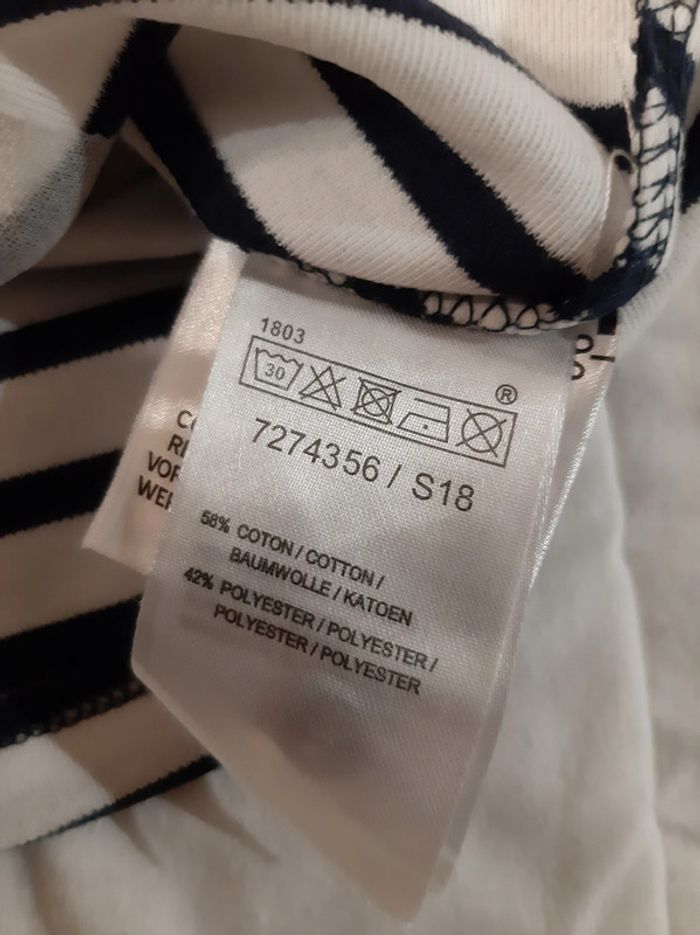 1803
30
®
7274356 / S18
58% COTON / COTTON /
BAUMWOLLE / KATOEN
42% POLYESTER / POLYESTER /
POLYESTER / POLYESTER